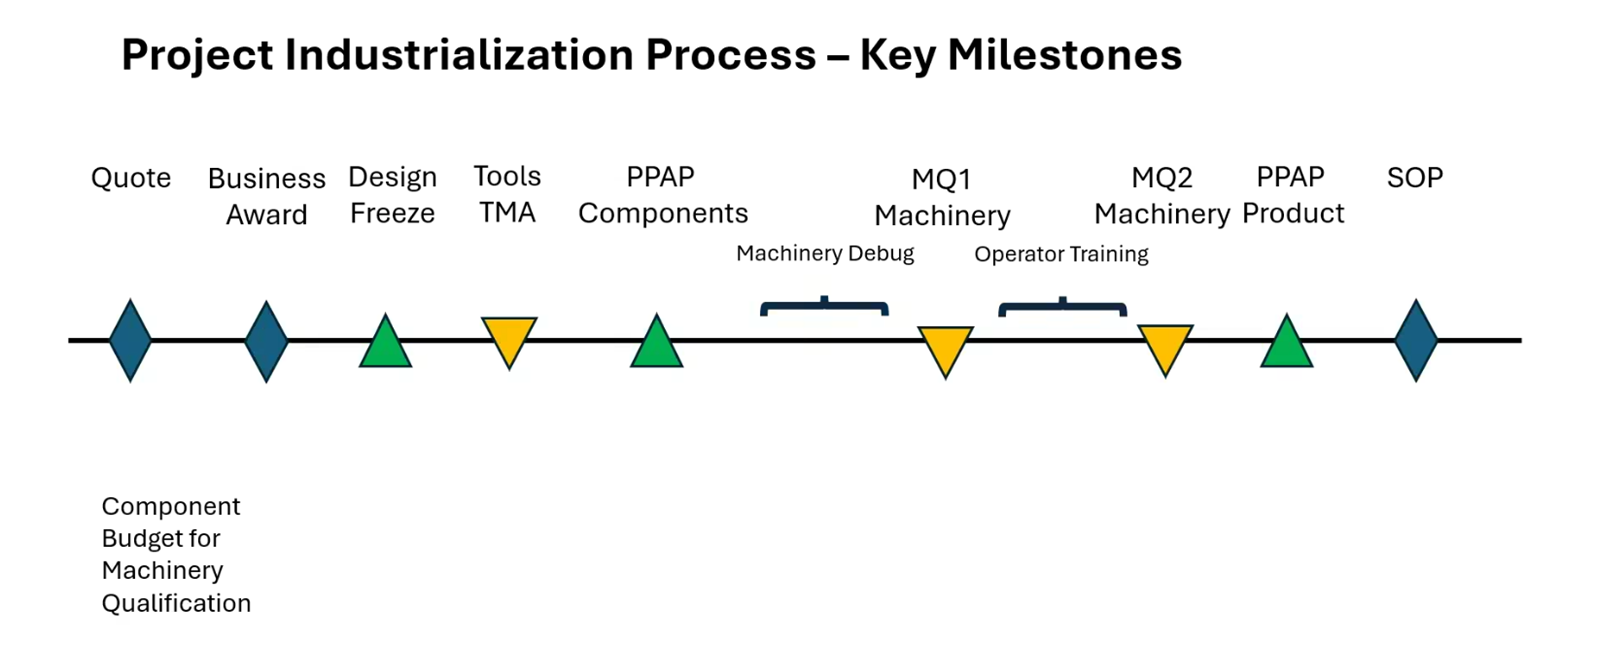 Project Industrialization Process – Key Milestones
Quote
Business
Award
Design
Freeze
Tools
TMA
PPAP
Components
MQ1
Machinery
MQ2
Machinery
PPAP
Product
SOP
Machinery Debug
Operator Training
Component
Budget for
Machinery
Qualification